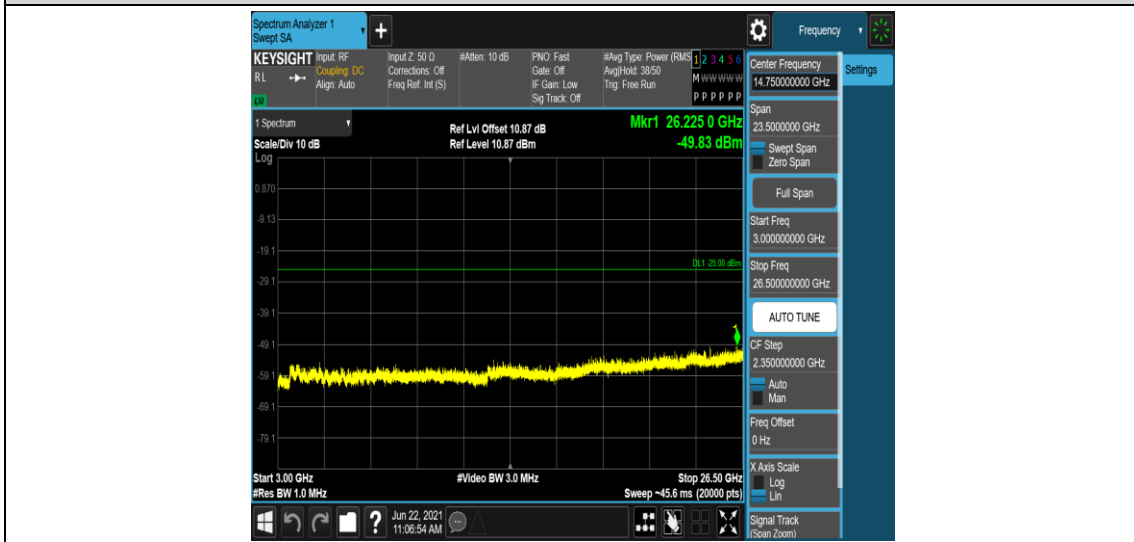 Spectrum Analyzer 1
Swept SA
+
Frequency
KEYSIGHT
RL
LXI
Input: RF
Coupling: DC
Align: Auto
Input Z: 50 Ω
Corrections: Off
Freq Ref: Int (S)
#Atten: 10 dB
PNO: Fast
Gate: Off
IF Gain: Low
Sig Track: Off
#Avg Type: Power (RMS
Avg|Hold: 38/50
Trig: Free Run
1 2 3 4 5 6
M W W W W W
P P P P P P
1 Spectrum
Scale/Div 10 dB
Log
Ref Lvl Offset 10.87 dB
Ref Level 10.87 dBm
Mkr1 26.225 0 GHz
-49.83 dBm
0.870
-9.13
-19.1
DL1 -25.00 dBm
-29.1
-39.1
1
-49.1
-59.1
-69.1
-79.1
Start 3.00 GHz
#Res BW 1.0 MHz
#Video BW 3.0 MHz
Stop 26.50 GHz
Sweep ~45.6 ms (20000 pts)
Center Frequency
14.750000000 GHz
Settings
Span
23.5000000 GHz
Swept Span
Zero Span
Full Span
Start Freq
3.000000000 GHz
Stop Freq
26.500000000 GHz
AUTO TUNE
CF Step
2.350000000 GHz
Auto
Man
Freq Offset
0 Hz
X Axis Scale
Log
Lin
Signal Track
(Span Zoom)
?
Jun 22, 2021
11:06:54 AM